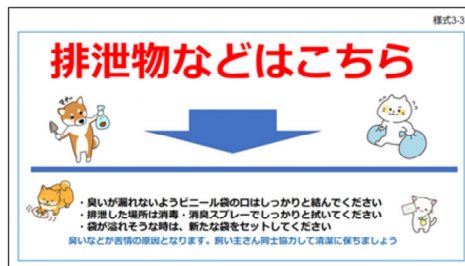 様式3-3
排泄物などはこちら
・臭いが漏れないようビニール袋の口はしっかりと結んでください
・排泄した場所は消毒・消臭スプレーでしっかりと拭いてください
・袋が溢れそうな時は、新たな袋をセットしてください
臭いなどが苦情の原因となります。飼い主さん同士協力して清潔に保ちましょう